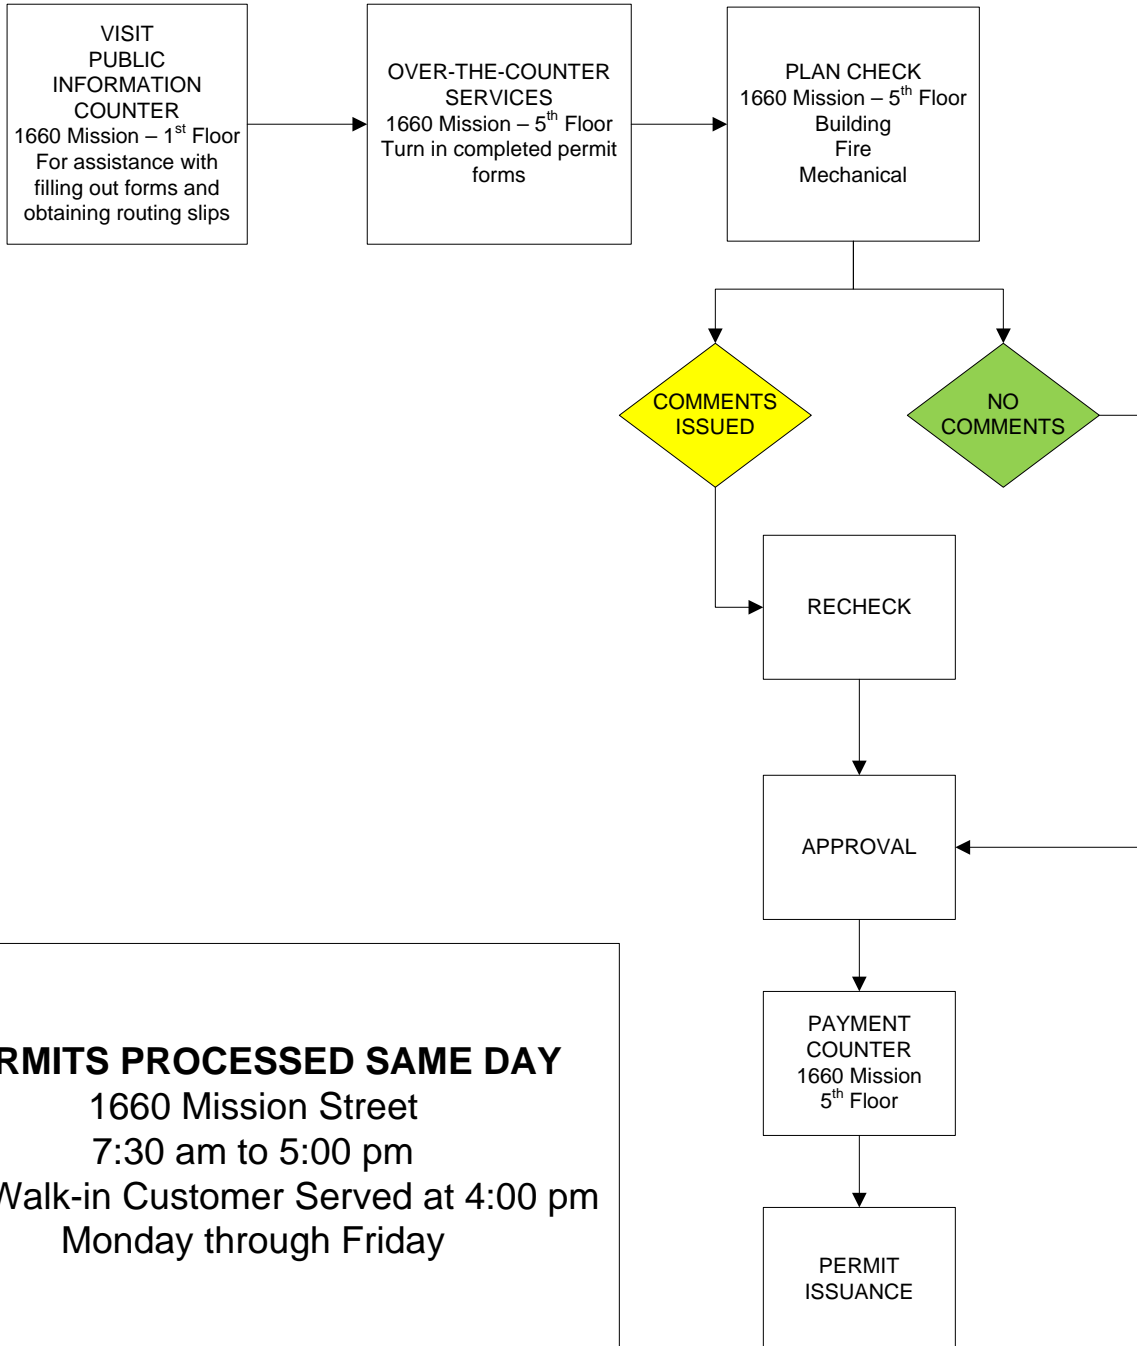 VISIT
PUBLIC
INFORMATION
COUNTER
1660 Mission – 1st Floor
For assistance with
filling out forms and
obtaining routing slips
OVER-THE-COUNTER
SERVICES
1660 Mission – 5th Floor
Turn in completed permit
forms
PLAN CHECK
1660 Mission – 5th Floor
Building
Fire
Mechanical
COMMENTS
ISSUED
NO
COMMENTS
RECHECK
APPROVAL
PAYMENT
COUNTER
1660 Mission
5th Floor
PERMIT
ISSUANCE
RMITS PROCESSED SAME DAY
1660 Mission Street
7:30 am to 5:00 pm
Walk-in Customer Served at 4:00 pm
Monday through Friday